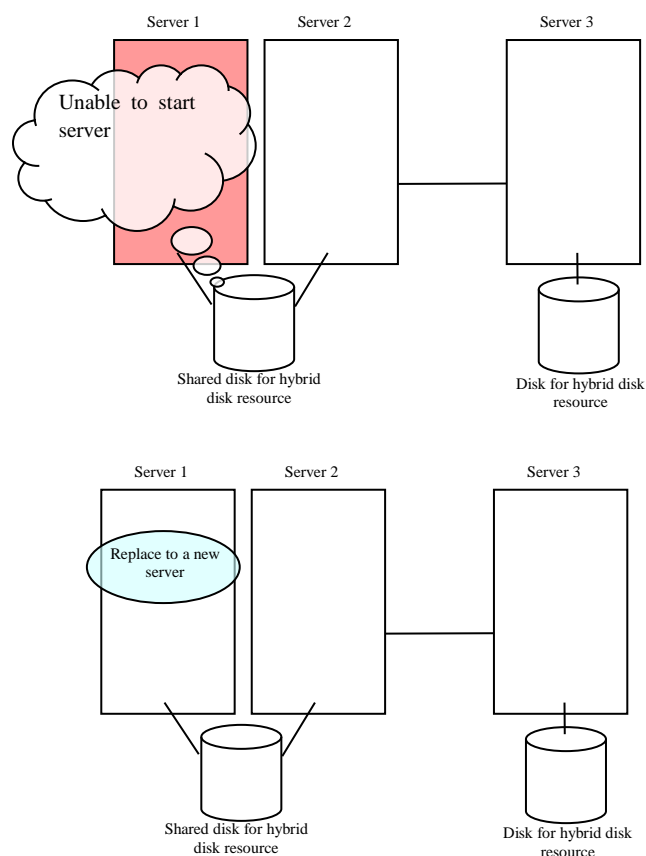 Server 1
Server 2
Server 3
Unable to start
server
Shared disk for hybrid
disk resource
Disk for hybrid disk
resource
Server 1
Server 2
Server 3
Replace to a new
server
Shared disk for hybrid
disk resource
Disk for hybrid disk
resource